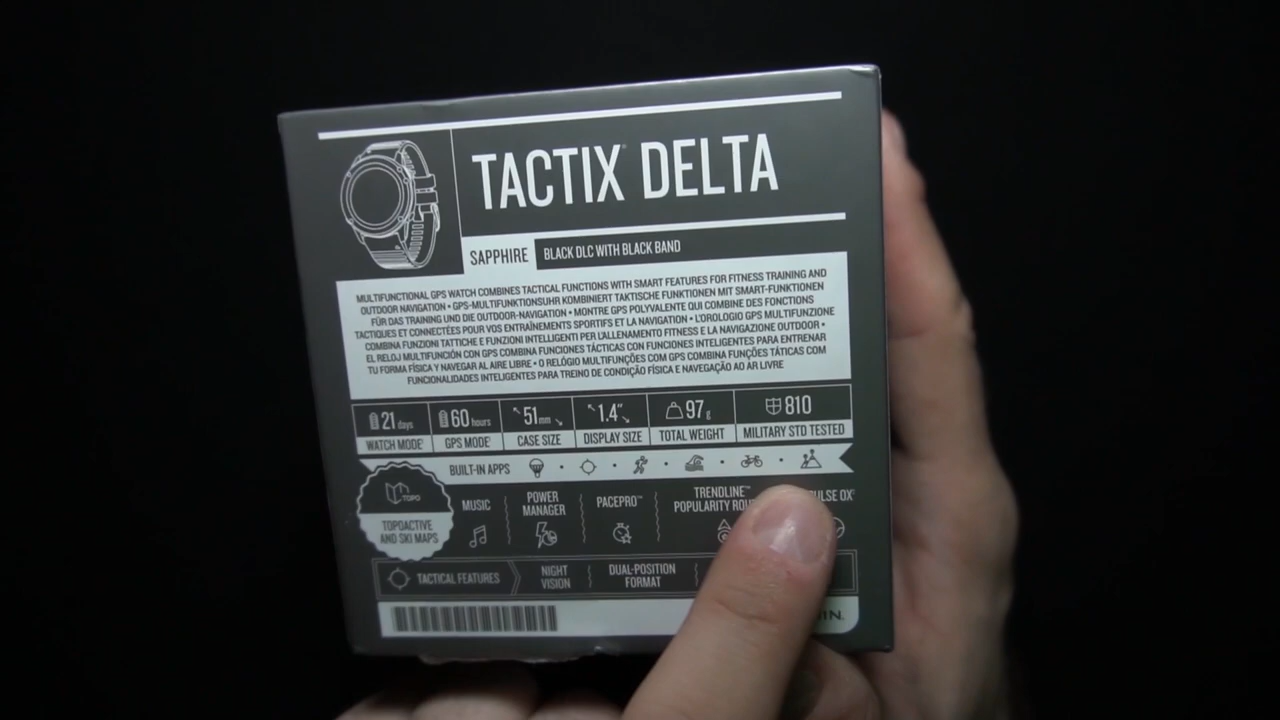 TACTIX® DELTA
SAPPHIRE
BLACK DLC WITH BLACK BAND
MULTIFUNCTIONAL GPS WATCH COMBINES TACTICAL FUNCTIONS WITH SMART FEATURES FOR FITNESS TRAINING AND
OUTDOOR NAVIGATION • GPS-MULTIFUNKTIONSUHR KOMBINIERT TAKTISCHE FUNKTIONEN MIT SMART-FUNKTIONEN
FÜR DAS TRAINING UND DIE OUTDOOR-NAVIGATION • MONTRE GPS POLYVALENTE QUI COMBINE DES FONCTIONS
TACTIQUES ET CONNECTÉES POUR VOS ENTRAÎNEMENTS SPORTIFS ET LA NAVIGATION • L'OROLOGIO GPS MULTIFUNZIONE
COMBINA FUNZIONI TATTICHE E FUNZIONI INTELLIGENTI PER L'ALLENAMENTO FITNESS E LA NAVIGAZIONE OUTDOOR •
EL RELOJ MULTIFUNCIÓN CON GPS COMBINA FUNCIONES TÁCTICAS CON FUNCIONES INTELIGENTES PARA ENTRENAR
TU FORMA FÍSICA Y NAVEGAR AL AIRE LIBRE • O RELÓGIO MULTIFUNÇÕES COM GPS COMBINA FUNÇÕES TÁTICAS COM
FUNCIONALIDADES INTELIGENTES PARA TREINO DE CONDIÇÃO FÍSICA E NAVEGAÇÃO AO AR LIVRE
21 days
WATCH MODE
60 hours
GPS MODE
51 mm
CASE SIZE
1.4"
DISPLAY SIZE
97 g
TOTAL WEIGHT
810
MILITARY STD TESTED
BUILT-IN APPS
TOPO
TOPOACTIVE
AND SKI MAPS
MUSIC
POWER
MANAGER
PACEPRO™
TRENDLINE™
POPULARITY
OX
TACTICAL FEATURES
NIGHT
VISION
DUAL-POSITION
FORMAT